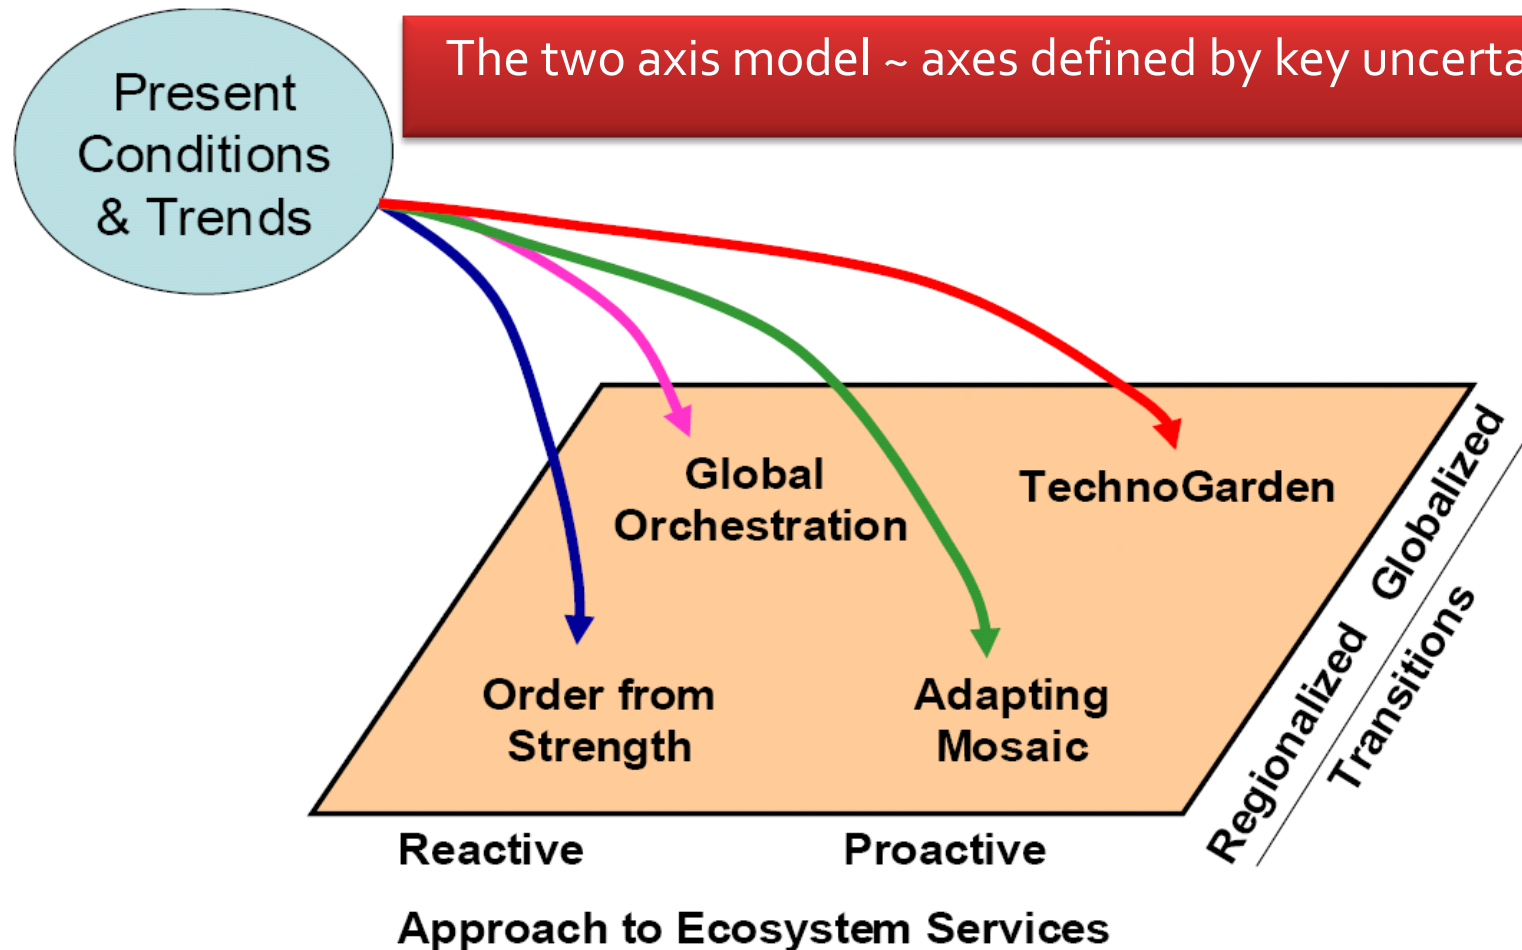 The two axis model ~ axes defined by key
Present
Conditions
& Trends
Global
Orchestration
TechnoGarden
Order from
Strength
Adapting
Mosaic
Regionalized Globalized
Transitions
Reactive Proactive
Approach to Ecosystem Services